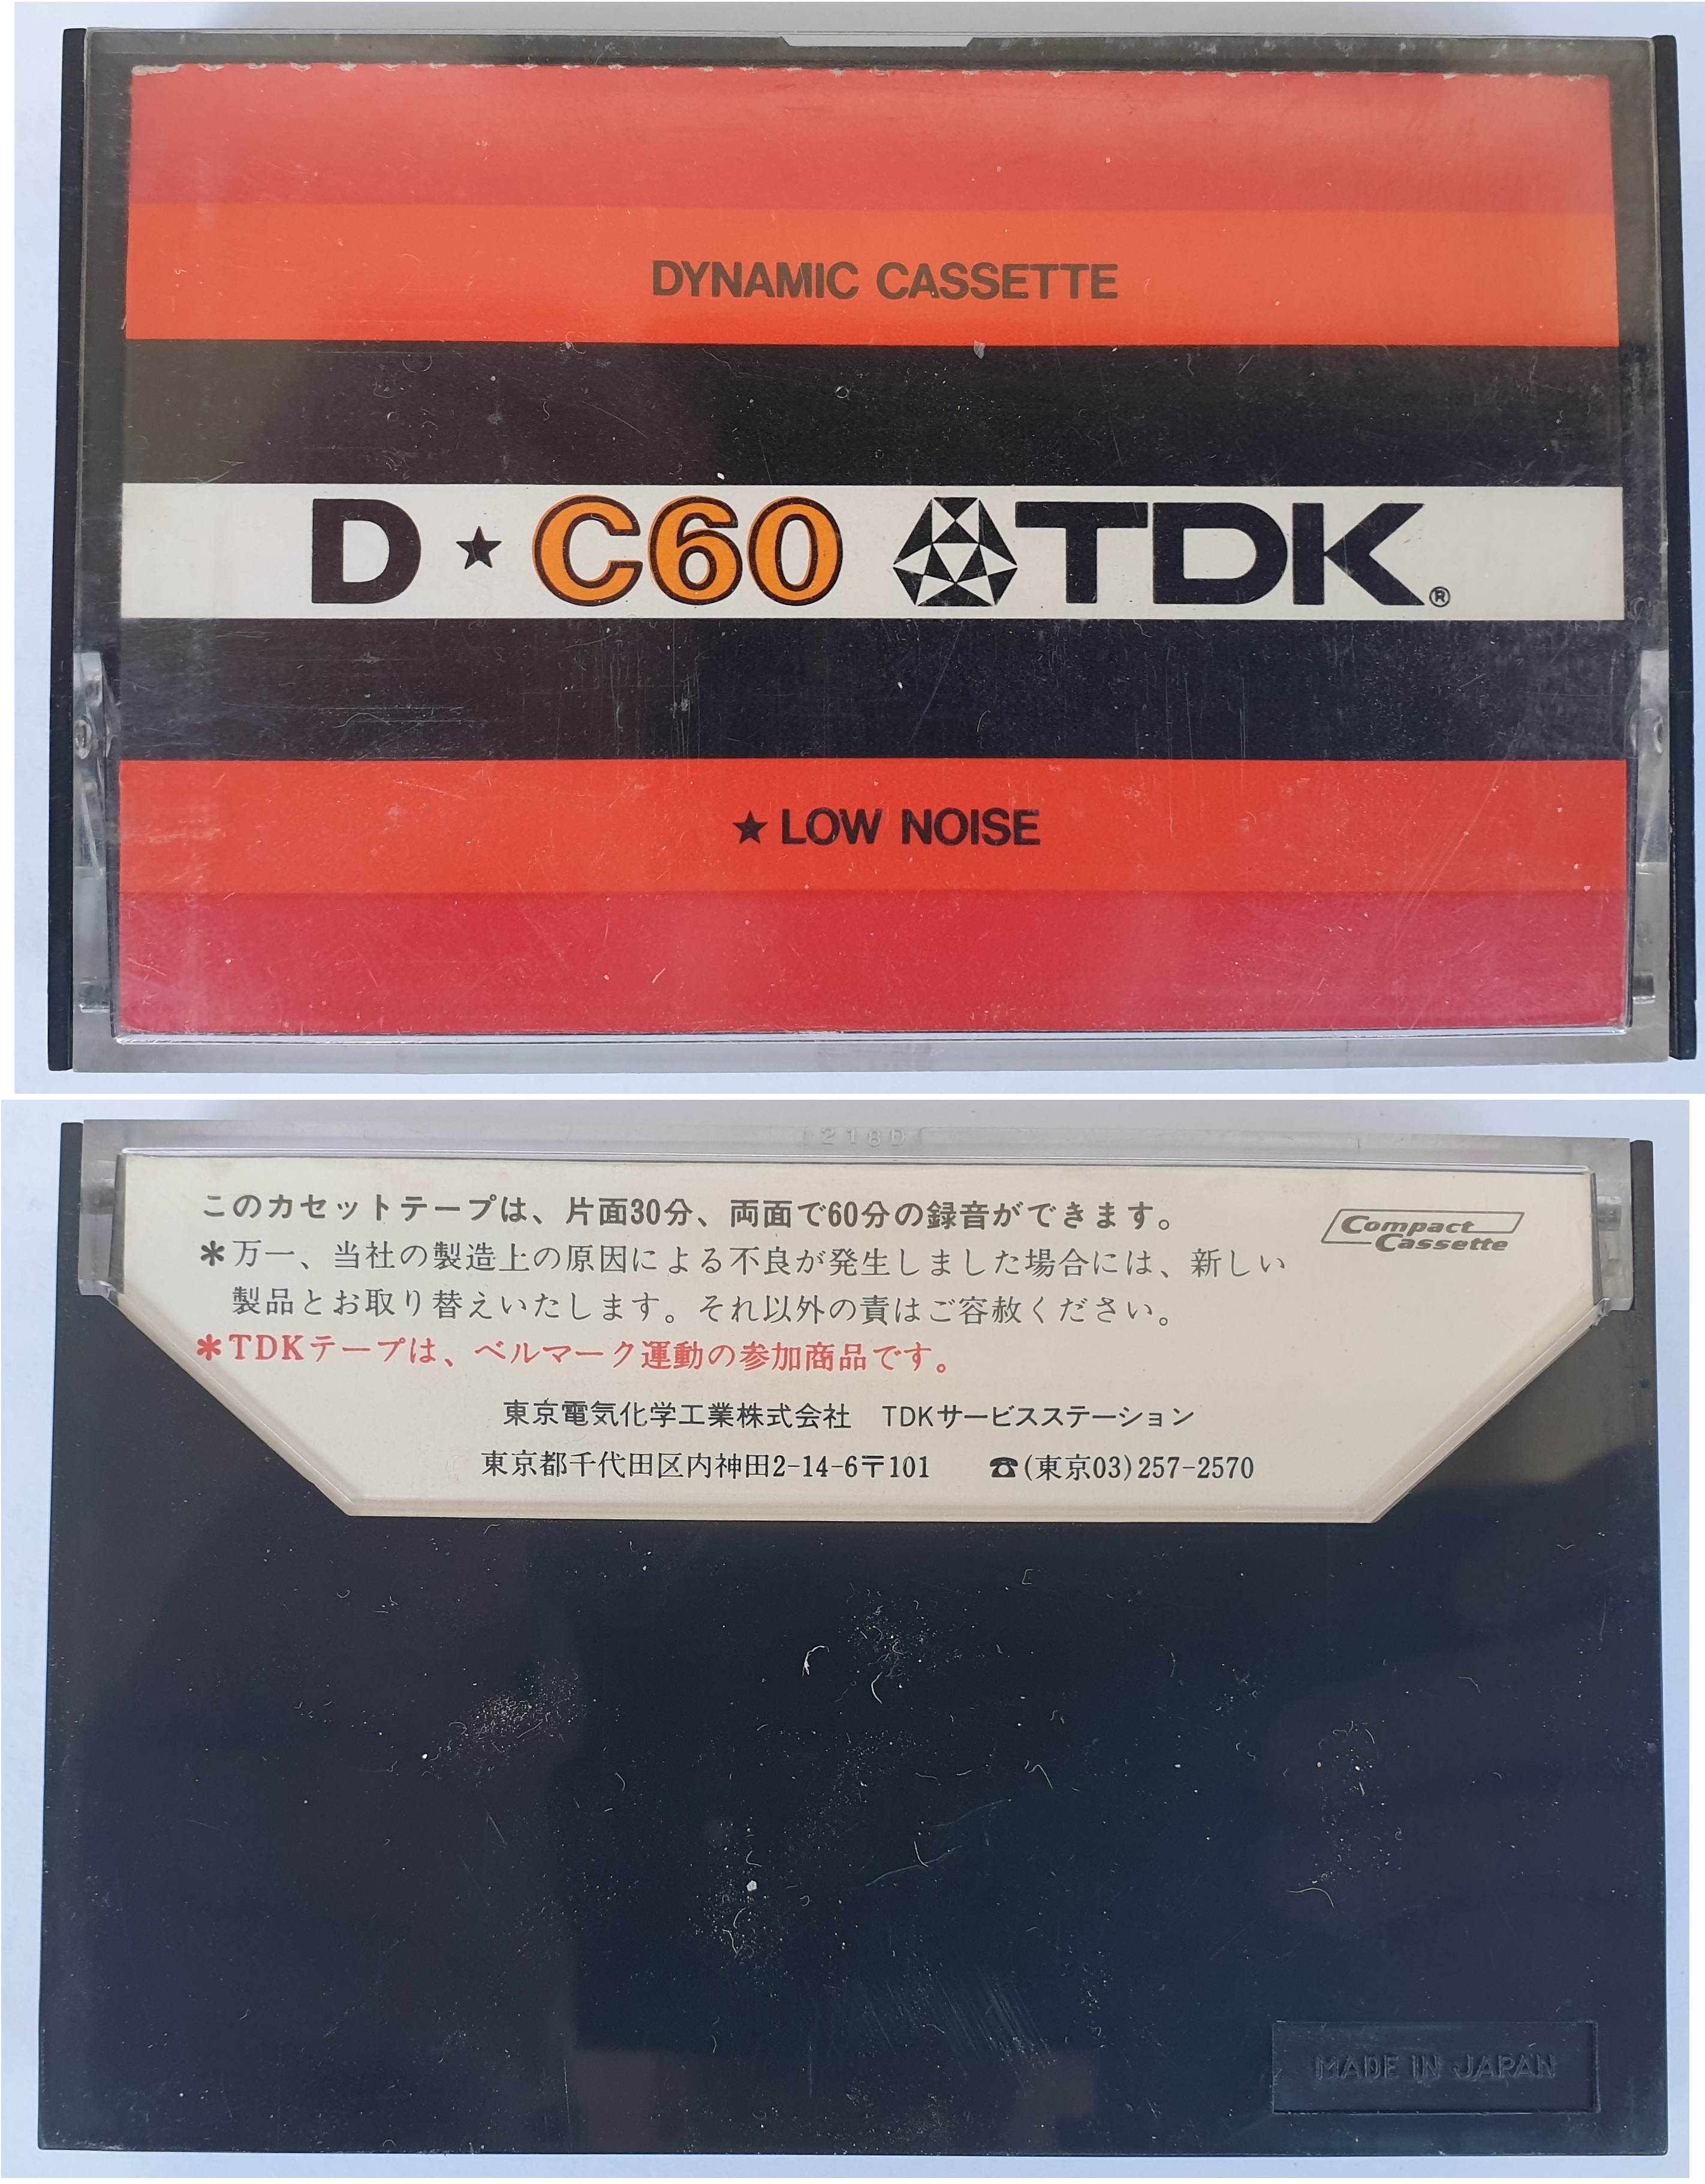 DYNAMIC CASSETTE
D★C60 TDK®
★LOW NOISE
218D
このカセットテープは、片面30分、両面で60分の録音ができます。
Compact
Cassette
＊万一、当社の製造上の原因による不良が発生しました場合には、新しい
製品とお取り替えいたします。それ以外の責はご容赦ください。
＊TDKテープは、ベルマーク運動の参加商品です。
東京電気化学工業株式会社 TDKサービスステーション
東京都千代田区内神田2-14-6〒101 ☎(東京03)257-2570
MADE IN JAPAN